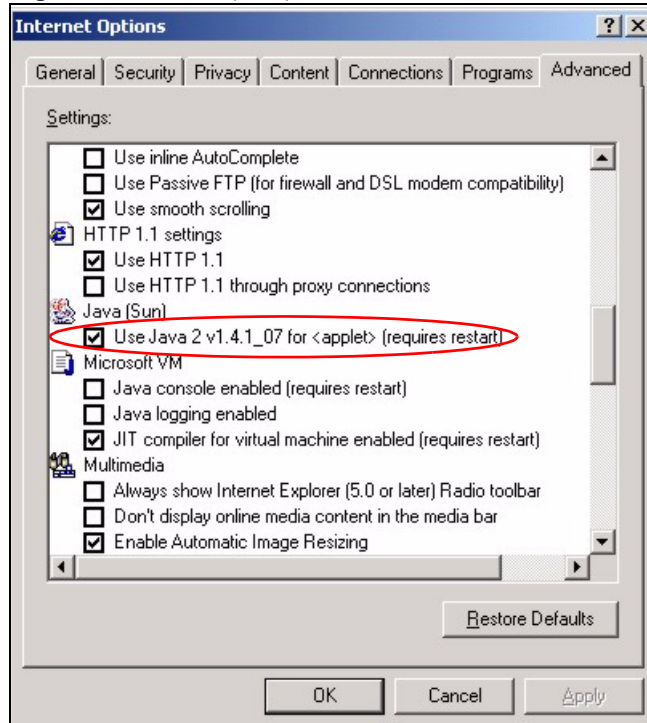 Internet Options
General Security Privacy Content Connections Programs Advanced
Settings:
Use inline AutoComplete
Use Passive FTP (for firewall and DSL modem compatibility)
Use smooth scrolling
HTTP 1.1 settings
Use HTTP 1.1
Use HTTP 1.1 through proxy connections
Java (Sun)
Use Java 2 v1.4.1_07 for <applet> (requires restart)
Microsoft VM
Java console enabled (requires restart)
Java logging enabled
JIT compiler for virtual machine enabled (requires restart)
Multimedia
Always show Internet Explorer (5.0 or later) Radio toolbar
Don't display online media content in the media bar
Enable Automatic Image Resizing
Restore Defaults
OK Cancel Apply